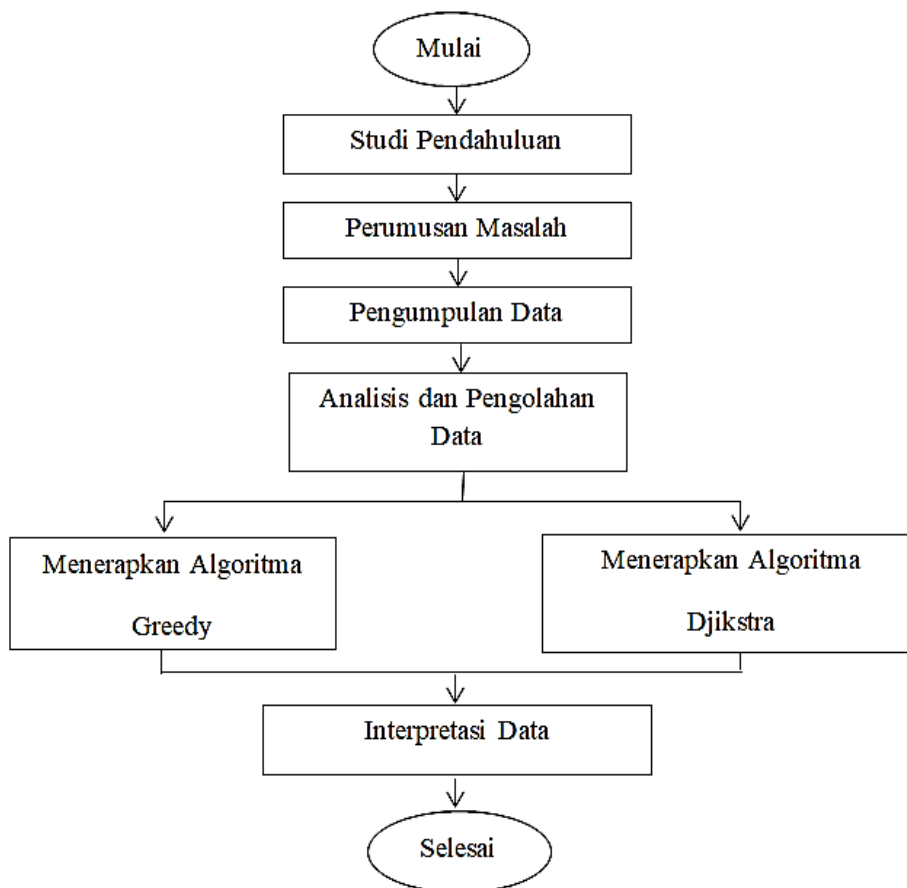 Mulai
Studi Pendahuluan
Perumusan Masalah
Pengumpulan Data
Analisis dan Pengolahan
Data
Menerapkan Algoritma
Greedy
Menerapkan Algoritma
Djikstra
Interpretasi Data
Selesai